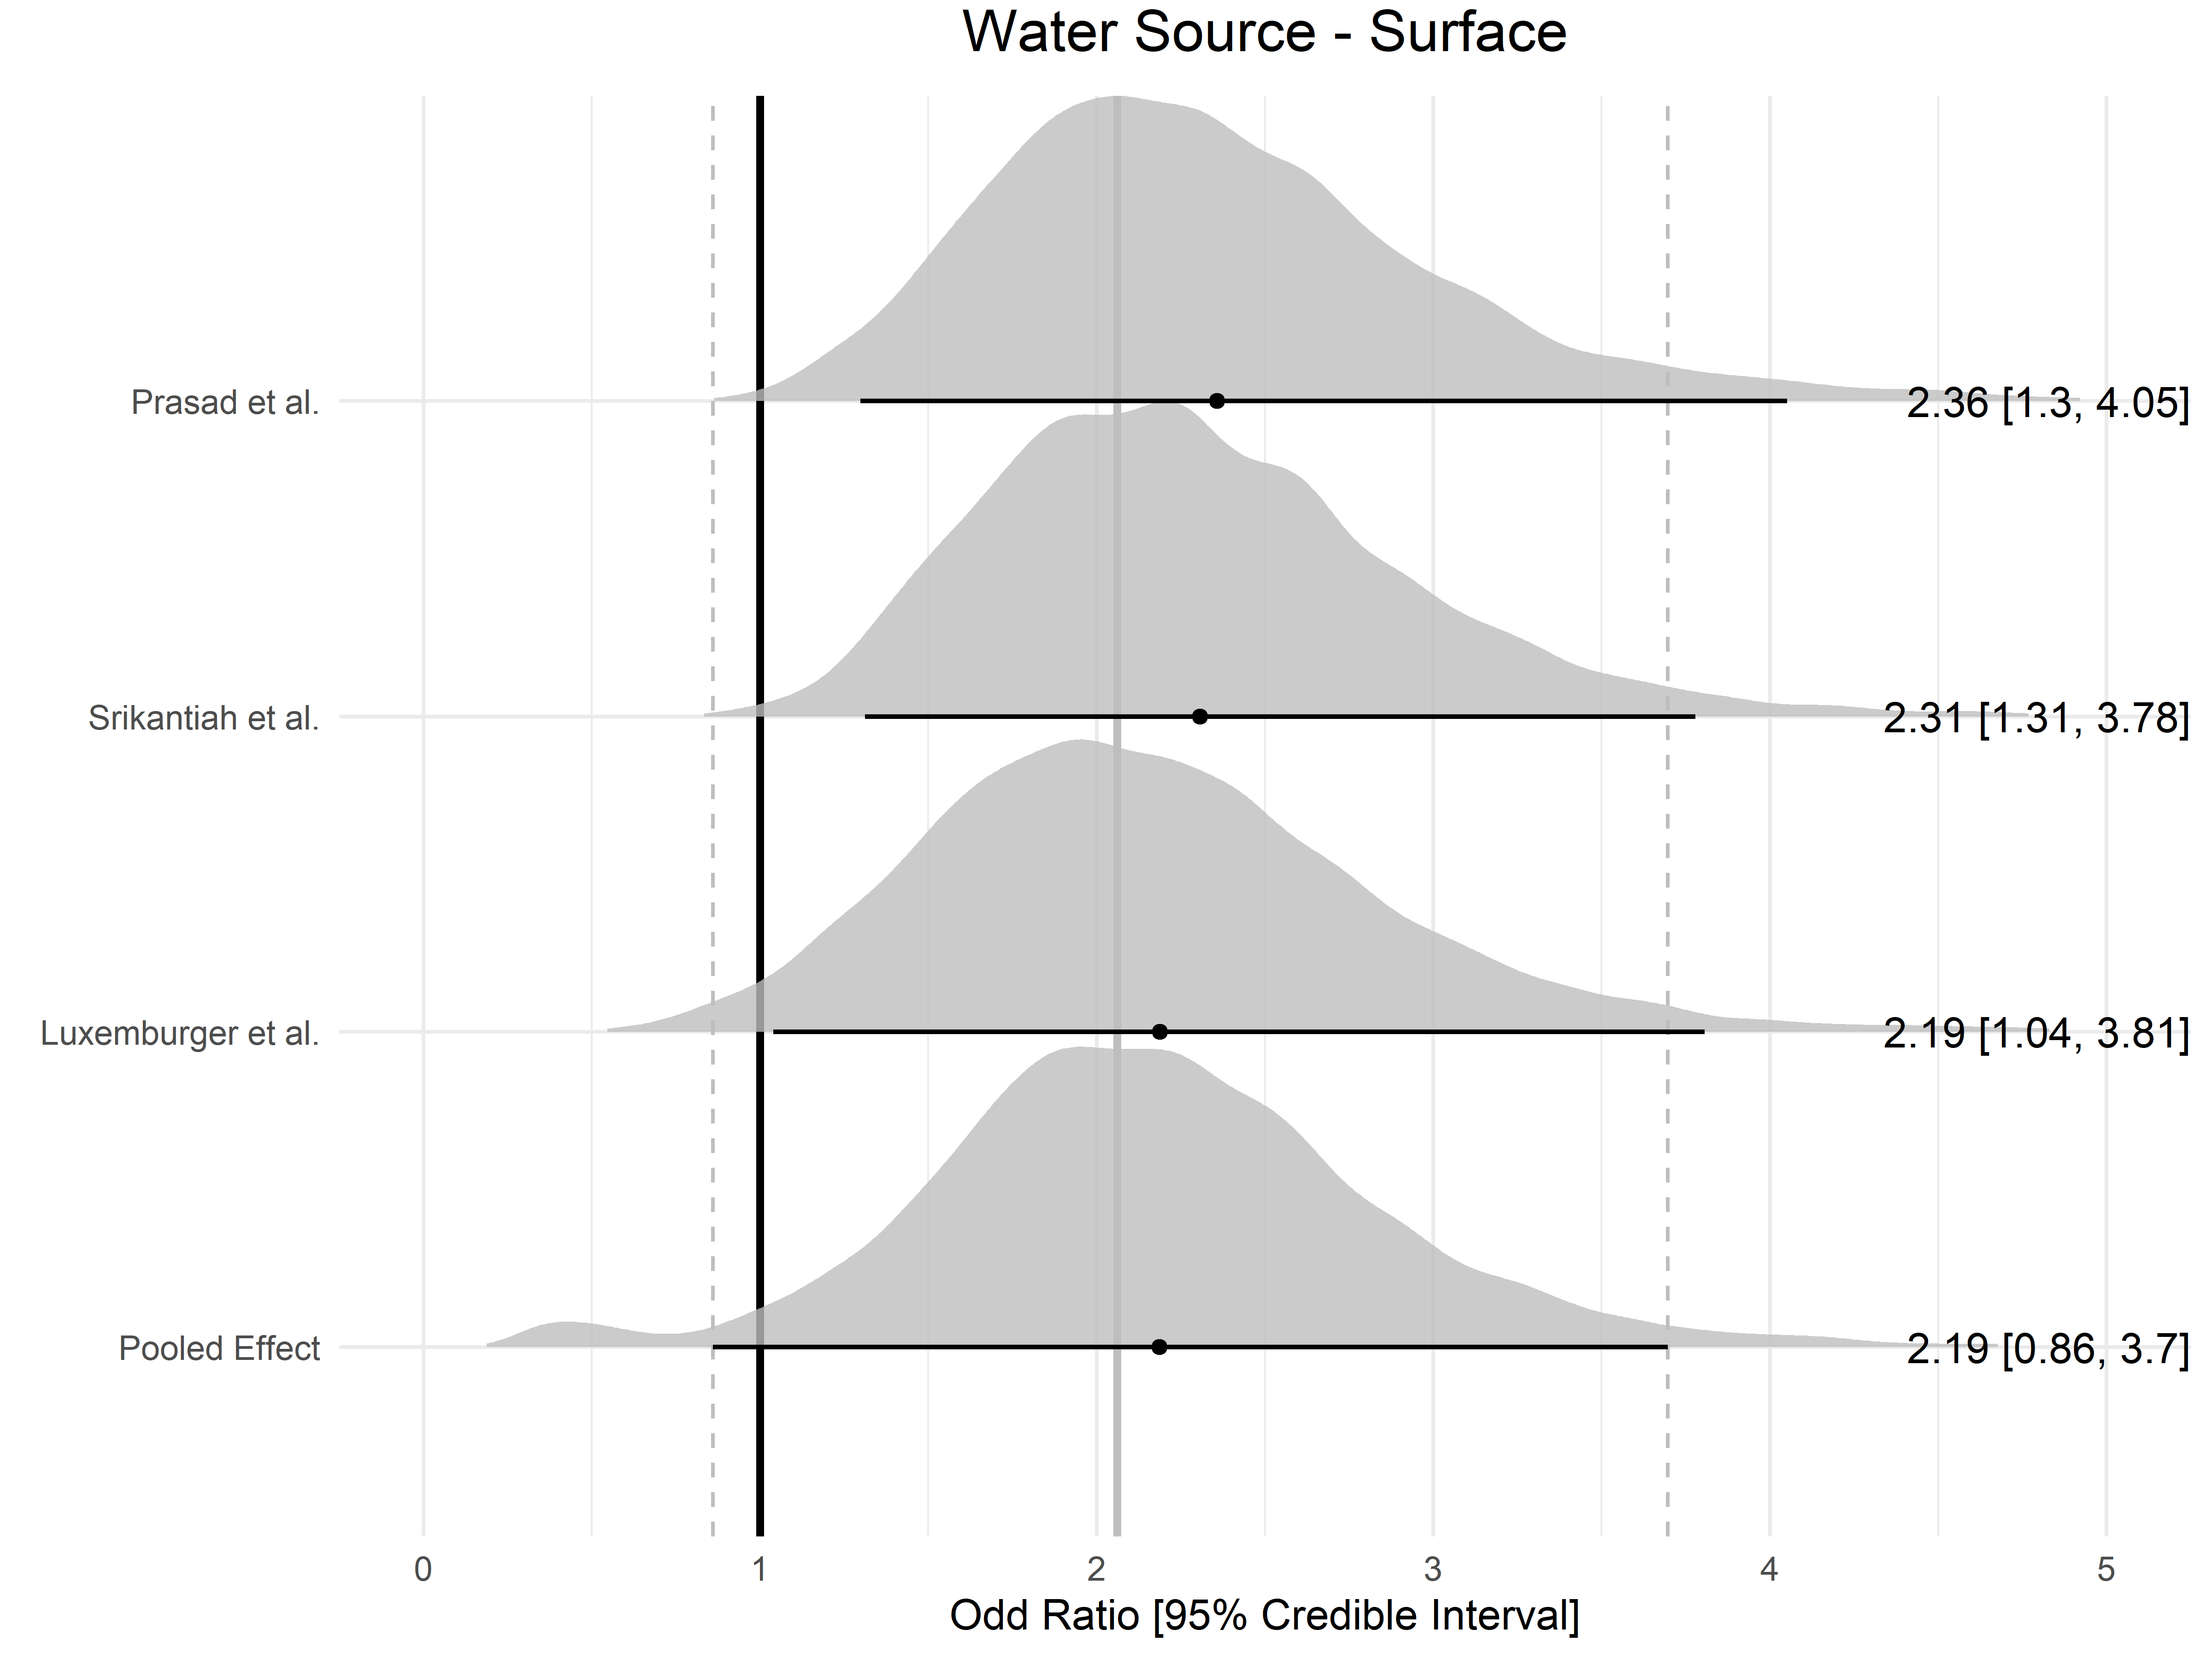 Water Source - Surface
Prasad et al.
2.36 [1.3, 4.05]
Srikantiah et al.
2.31 [1.31, 3.78]
Luxemburger et al.
2.19 [1.04, 3.81]
Pooled Effect
2.19 [0.86, 3.7]
0 1 2 3 4 5
Odd Ratio [95% Credible Interval]